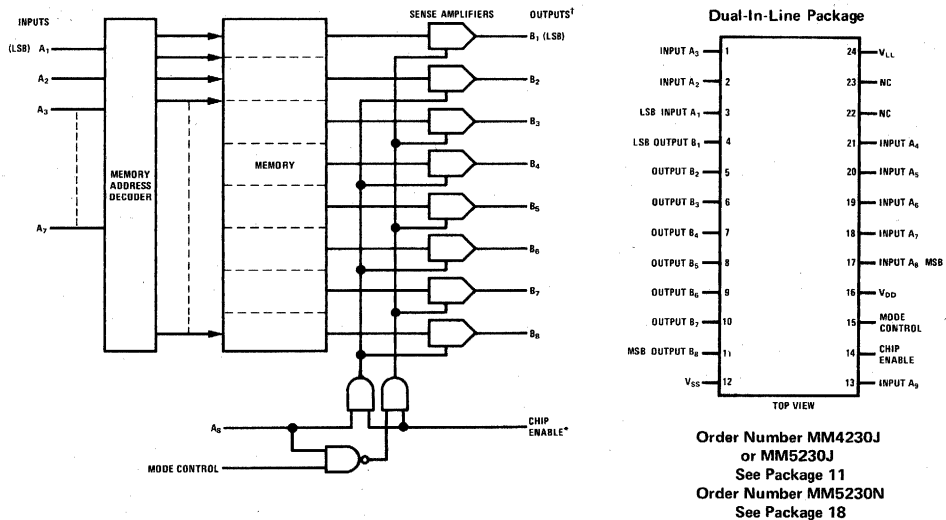 INPUTS
(LSB) A₁
A₂
A₃
A₇
MEMORY
ADDRESS
DECODER
MEMORY
SENSE AMPLIFIERS
OUTPUTS†
B₁ (LSB)
B₂
B₃
B₄
B₅
B₆
B₇
B₈
A₈
MODE CONTROL
CHIP
ENABLE*
Dual-In-Line Package
INPUT A₃ 1
INPUT A₂ 2
LSB INPUT A₁ 3
LSB OUTPUT B₁ 4
OUTPUT B₂ 5
OUTPUT B₃ 6
OUTPUT B₄ 7
OUTPUT B₅ 8
OUTPUT B₆ 9
OUTPUT B₇ 10
MSB OUTPUT B₈ 11
V_SS 12
24 V_LL
23 NC
22 NC
21 INPUT A₄
20 INPUT A₅
19 INPUT A₆
18 INPUT A₇
17 INPUT A₈ MSB
16 V_DD
15 MODE
CONTROL
14 CHIP
ENABLE
13 INPUT A₉
TOP VIEW
Order Number MM4230J
or MM5230J
See Package 11
Order Number MM5230N
See Package 18